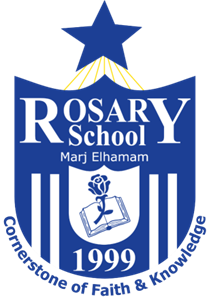 ROSARY
School
Marj Elhamam
1999
Cornerstone of Faith & Knowledge